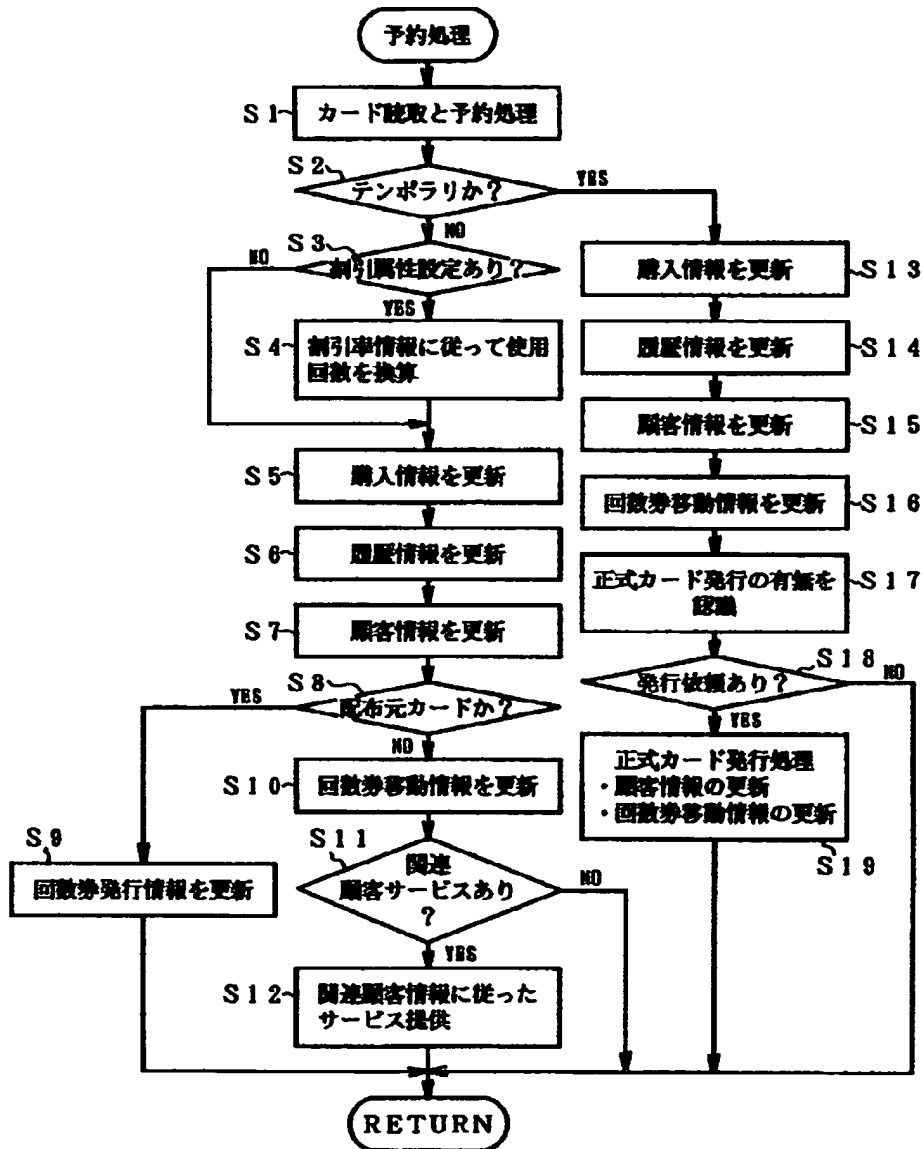 予約処理
S1
カード読取と予約処理
S2
テンポラリか?
YES
NO
S3
割引属性設定あり?
NO
YES
S4
割引率情報に従って使用
回数を換算
S5
購入情報を更新
S6
履歴情報を更新
S7
顧客情報を更新
S8
配布元カードか?
YES
NO
S9
回数券発行情報を更新
S10
回数券移動情報を更新
S11
関連
顧客サービスあり
?
NO
YES
S12
関連顧客情報に従った
サービス提供
購入情報を更新
S13
履歴情報を更新
S14
顧客情報を更新
S15
回数券移動情報を更新
S16
正式カード発行の有無を
認識
S17
発行依頼あり?
S18
NO
YES
正式カード発行処理
・顧客情報の更新
・回数券移動情報の更新
S19
RETURN